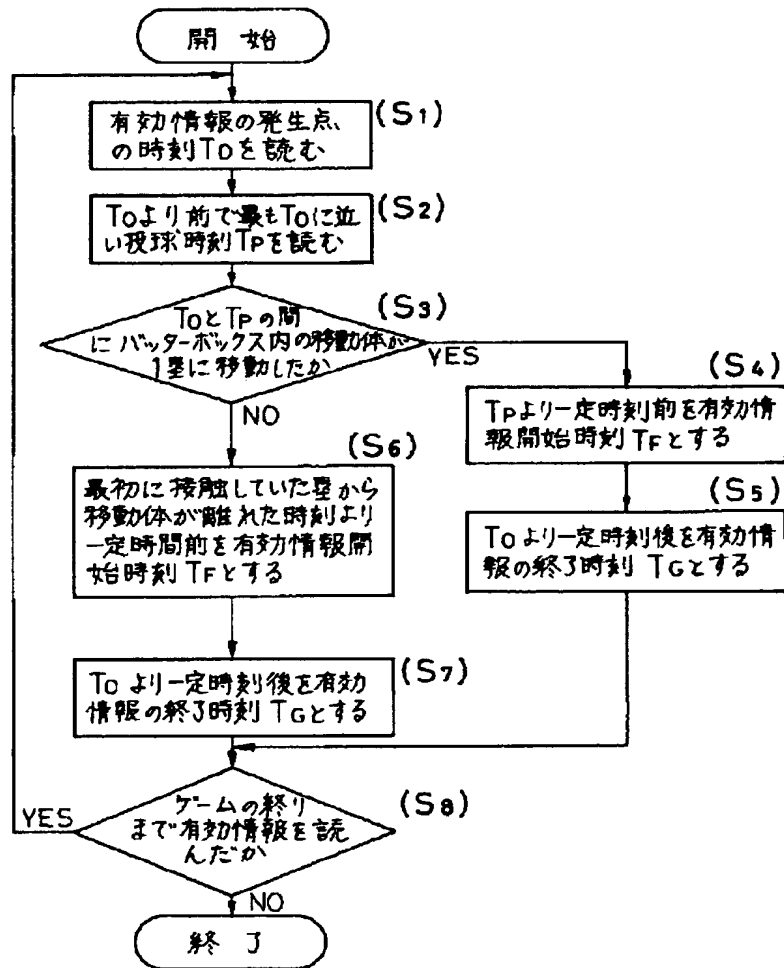 開始
有効情報の発生点
の時刻TOを読む
(S1)
TOより前で最もTOに近
い投球時刻TPを読む
(S2)
TOとTPの間
にバッターボックス内の移動体が
1塁に移動したか
(S3)
YES
NO
(S4)
TPより一定時刻前を有効情
報開始時刻TFとする
(S5)
TOより一定時刻後を有効情
報の終了時刻TGとする
(S6)
最初に接触していた塁から
移動体が離れた時刻より
一定時間前を有効情報開
始時刻TFとする
(S7)
TOより一定時刻後を有効
情報の終了時刻TGとする
(S8)
ゲームの終り
まで有効情報を読
んだか
YES
NO
終了